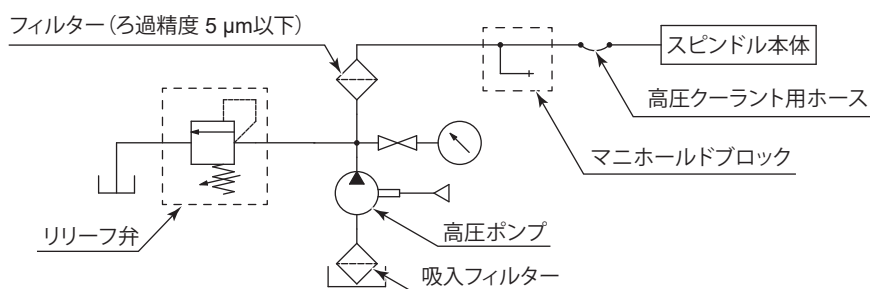 フィルター（ろ過精度 5 µm以下）
スピンドル本体
高圧クーラント用ホース
マニホールドブロック
リリーフ弁
高圧ポンプ
吸入フィルター